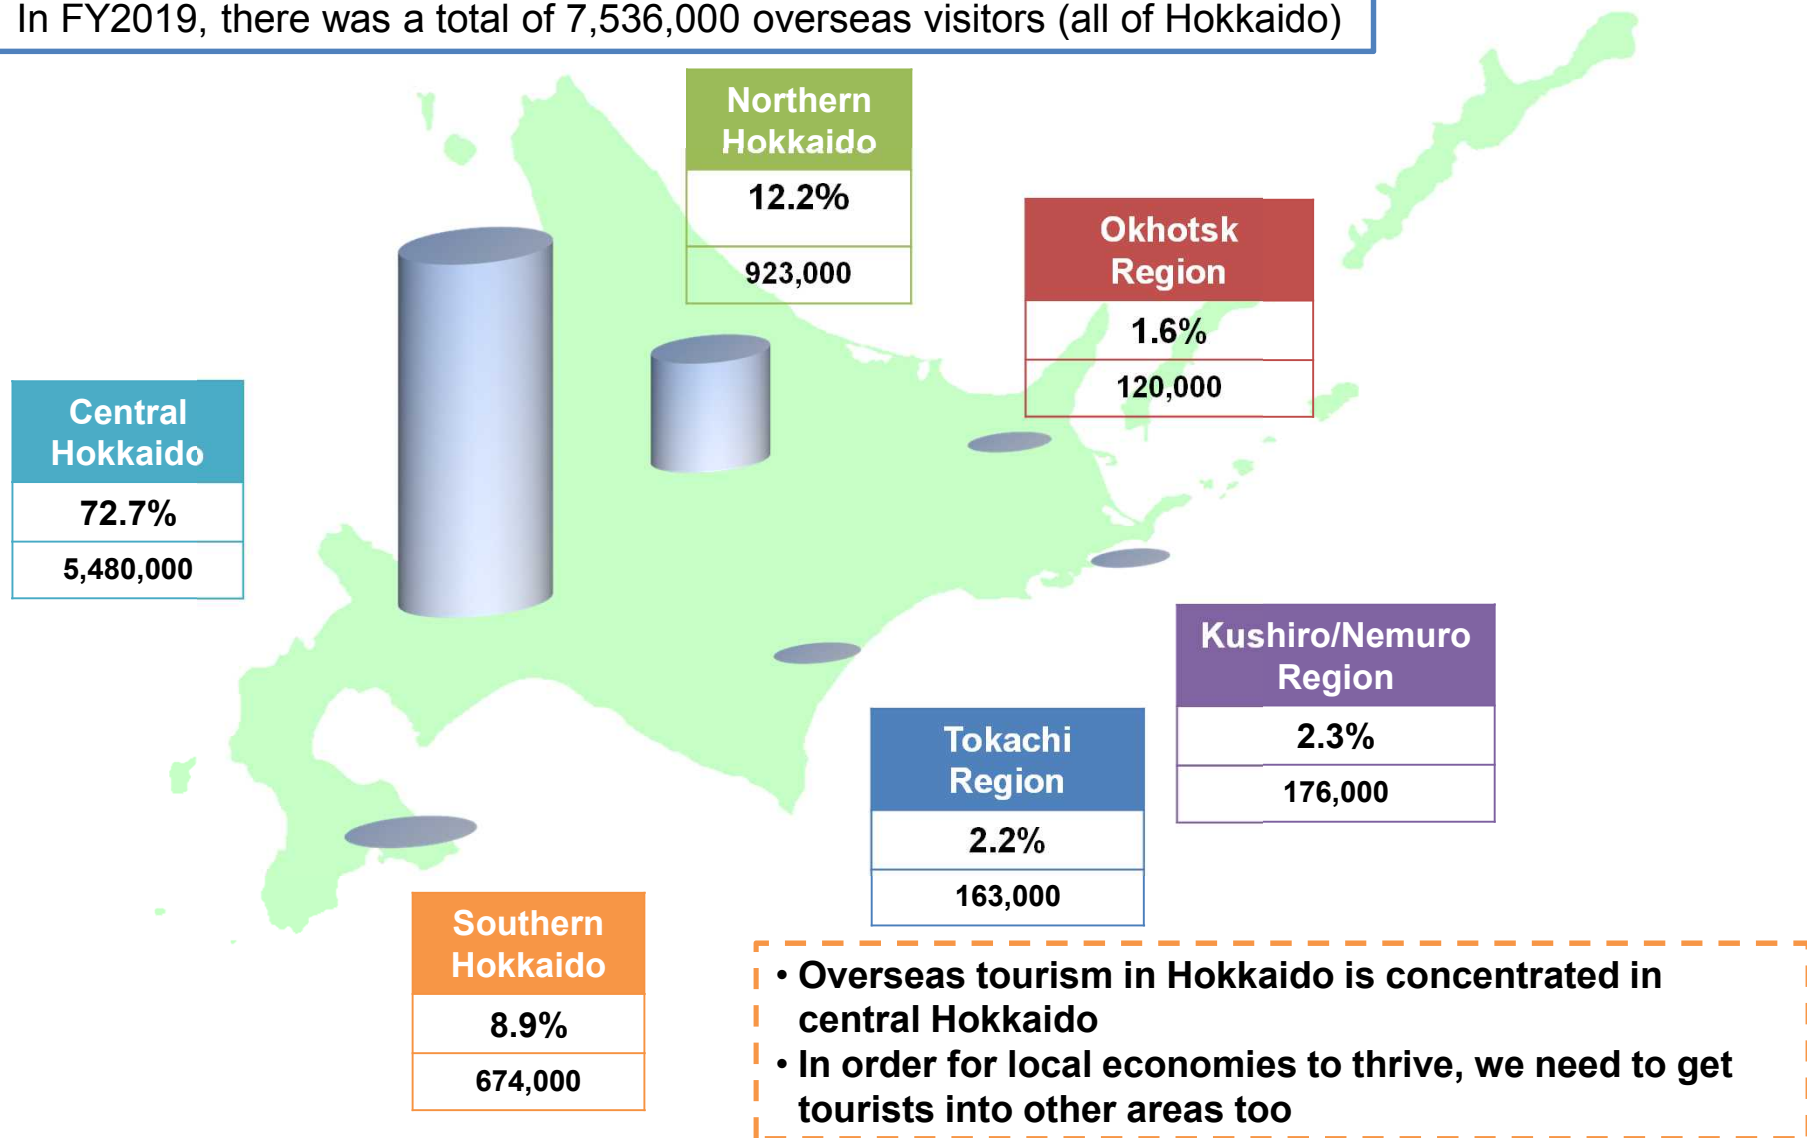 In FY2019, there was a total of 7,536,000 overseas visitors (all of Hokkaido)
Northern
Hokkaido
12.2%
923,000
Okhotsk
Region
1.6%
120,000
Central
Hokkaido
72.7%
5,480,000
Kushiro/Nemuro
Region
2.3%
176,000
Tokachi
Region
2.2%
163,000
Southern
Hokkaido
8.9%
674,000
• Overseas tourism in Hokkaido is concentrated in
central Hokkaido
• In order for local economies to thrive, we need to get
tourists into other areas too